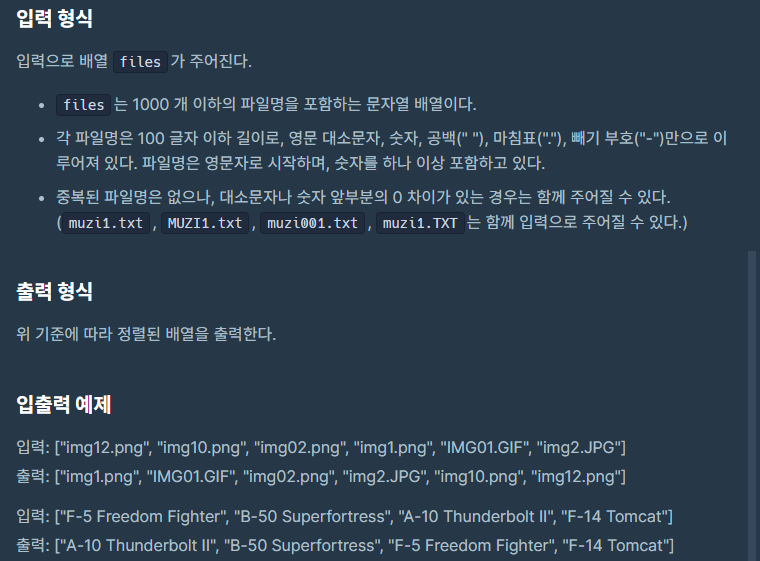 입력 형식
입력으로 배열 files 가 주어진다.
• files 는 1000 개 이하의 파일명을 포함하는 문자열 배열이다.
• 각 파일명은 100 글자 이하 길이로, 영문 대소문자, 숫자, 공백(" "), 마침표("."), 빼기 부호("-")만으로 이
루어져 있다. 파일명은 영문자로 시작하며, 숫자를 하나 이상 포함하고 있다.
• 중복된 파일명은 없으나, 대소문자나 숫자 앞부분의 0 차이가 있는 경우는 함께 주어질 수 있다.
( muzi1.txt , MUZI1.txt , muzi001.txt , muzi1.TXT 는 함께 입력으로 주어질 수 있다.)
출력 형식
위 기준에 따라 정렬된 배열을 출력한다.
입출력 예제
입력: ["img12.png", "img10.png", "img02.png", "img1.png", "IMG01.GIF", "img2.JPG"]
출력: ["img1.png", "IMG01.GIF", "img02.png", "img2.JPG", "img10.png", "img12.png"]
입력: ["F-5 Freedom Fighter", "B-50 Superfortress", "A-10 Thunderbolt II", "F-14 Tomcat"]
출력: ["A-10 Thunderbolt II", "B-50 Superfortress", "F-5 Freedom Fighter", "F-14 Tomcat"]